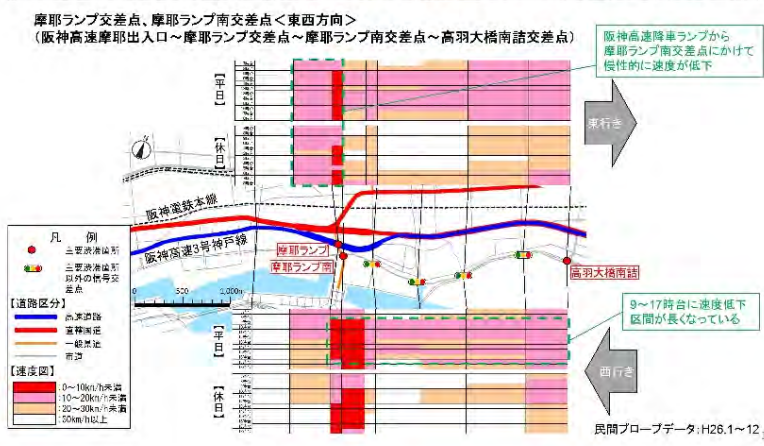 摩耶ランプ交差点、摩耶ランプ南交差点<東西方向>
(阪神高速摩耶出入口～摩耶ランプ交差点～摩耶ランプ南交差点～高羽大橋南詰交差点)
阪神高速降車ランプから
摩耶ランプ南交差点にかけて
慢性的に速度が低下
【平日】
東行き
【休日】
阪神電鉄本線
阪神高速3号神戸線
摩耶ランプ
摩耶ランプ南
高羽大橋南詰
凡 例
主要渋滞箇所
主要渋滞箇所
以外の信号交
差点
【道路区分】
高速道路
直轄国道
一般県道
市道
【速度図】
:0～10km/h未満
:10～20km/h未満
:20～30km/h未満
:30km/h以上
0 500 1,000m
9～17時台に速度低下
区間が長くなっている
【平日】
西行き
【休日】
民間プローブデータ:H26.1～12